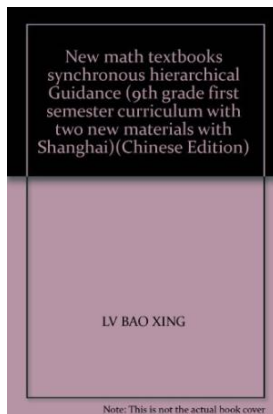 New math textbooks
synchronous hierarchical
Guidance (9th grade first
semester curriculum with
two new materials with
Shanghai)(Chinese Edition)
LV BAO XING
Note: This is not the actual book cover